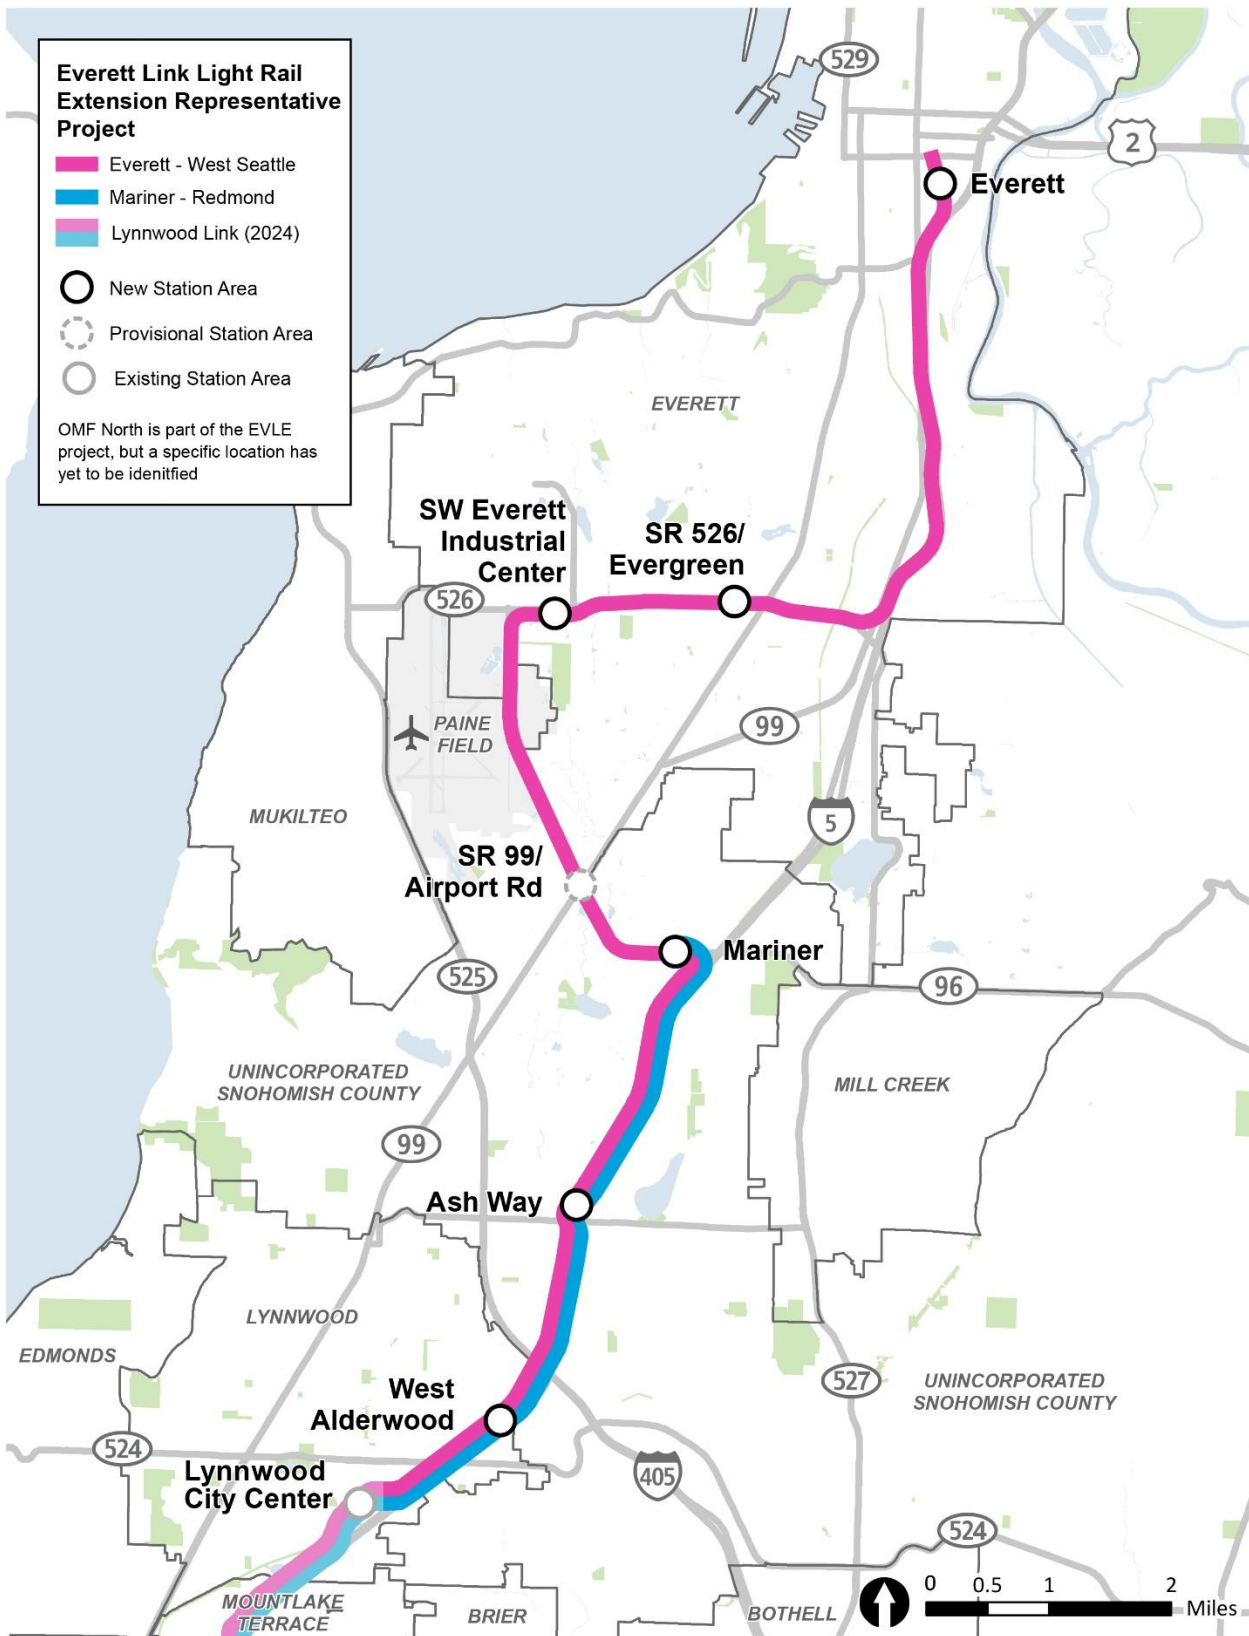 Everett Link Light Rail
Extension Representative
Project
Everett - West Seattle
Mariner - Redmond
Lynnwood Link (2024)
New Station Area
Provisional Station Area
Existing Station Area
OMF North is part of the EVLE
project, but a specific location has
yet to be idenitfied
529
2
Everett
EVERETT
SW Everett
Industrial
Center
SR 526/
Evergreen
526
PAINE
FIELD
99
MUKILTEO
5
SR 99/
Airport Rd
Mariner
525
96
UNINCORPORATED
SNOHOMISH COUNTY
MILL CREEK
99
Ash Way
LYNNWOOD
EDMONDS
527
UNINCORPORATED
SNOHOMISH COUNTY
West
Alderwood
524
405
Lynnwood
City Center
524
MOUNTLAKE
TERRACE
BRIER
BOTHELL
0 0.5 1 2
Miles